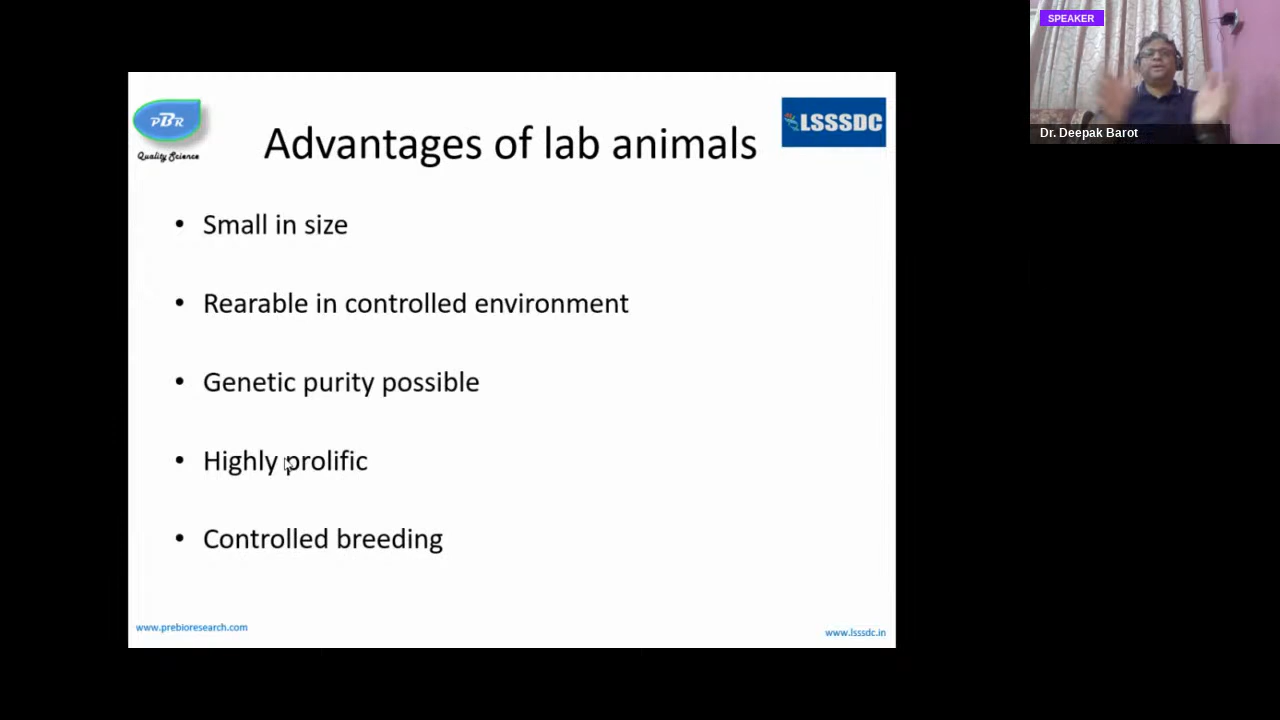 SPEAKER
Dr. Deepak Barot
PBR
Quality Science
LSSSDC
Advantages of lab animals
• Small in size
• Rearable in controlled environment
• Genetic purity possible
• Highly prolific
• Controlled breeding
www.prebioresearch.com
www.lsssdc.in